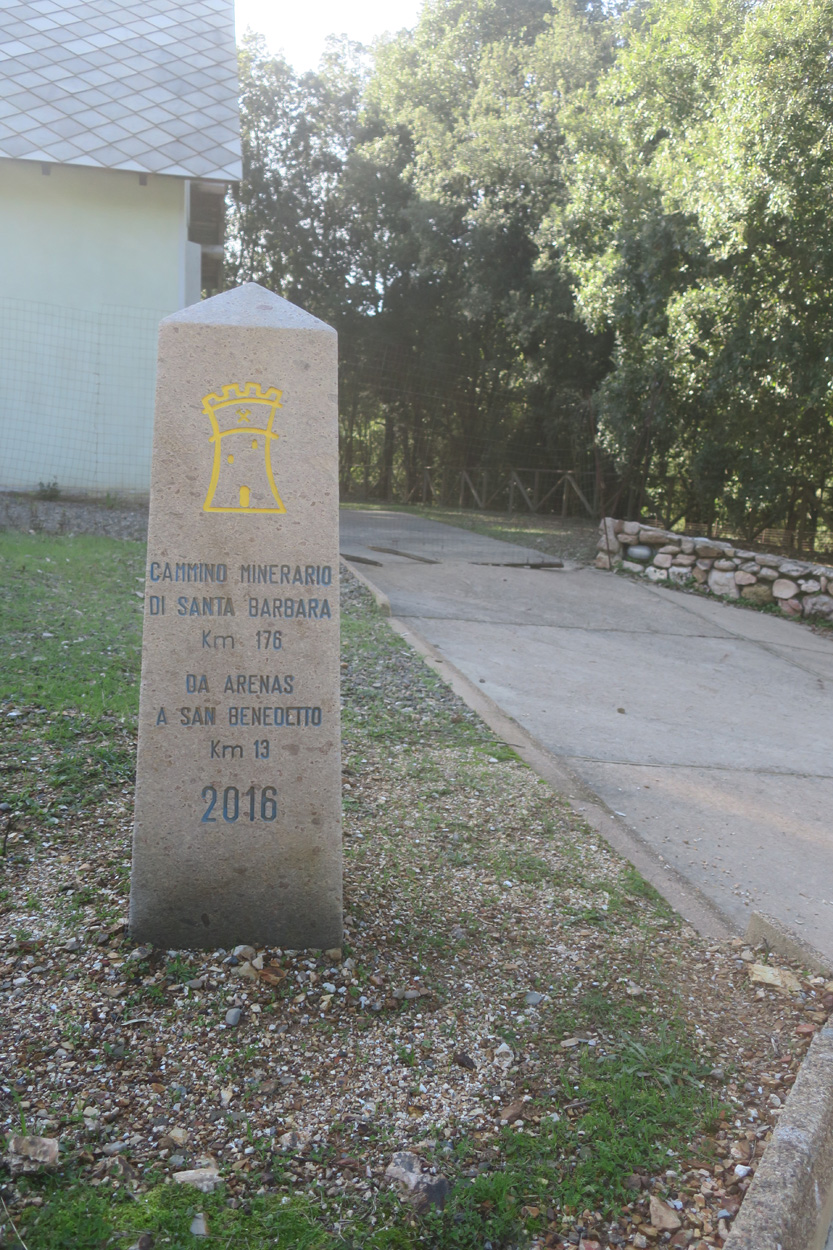 CAMMINO MINERARIO
DI SANTA BARBARA
Km 176
DA ARENAS
A SAN BENEDETTO
Km 13
2016